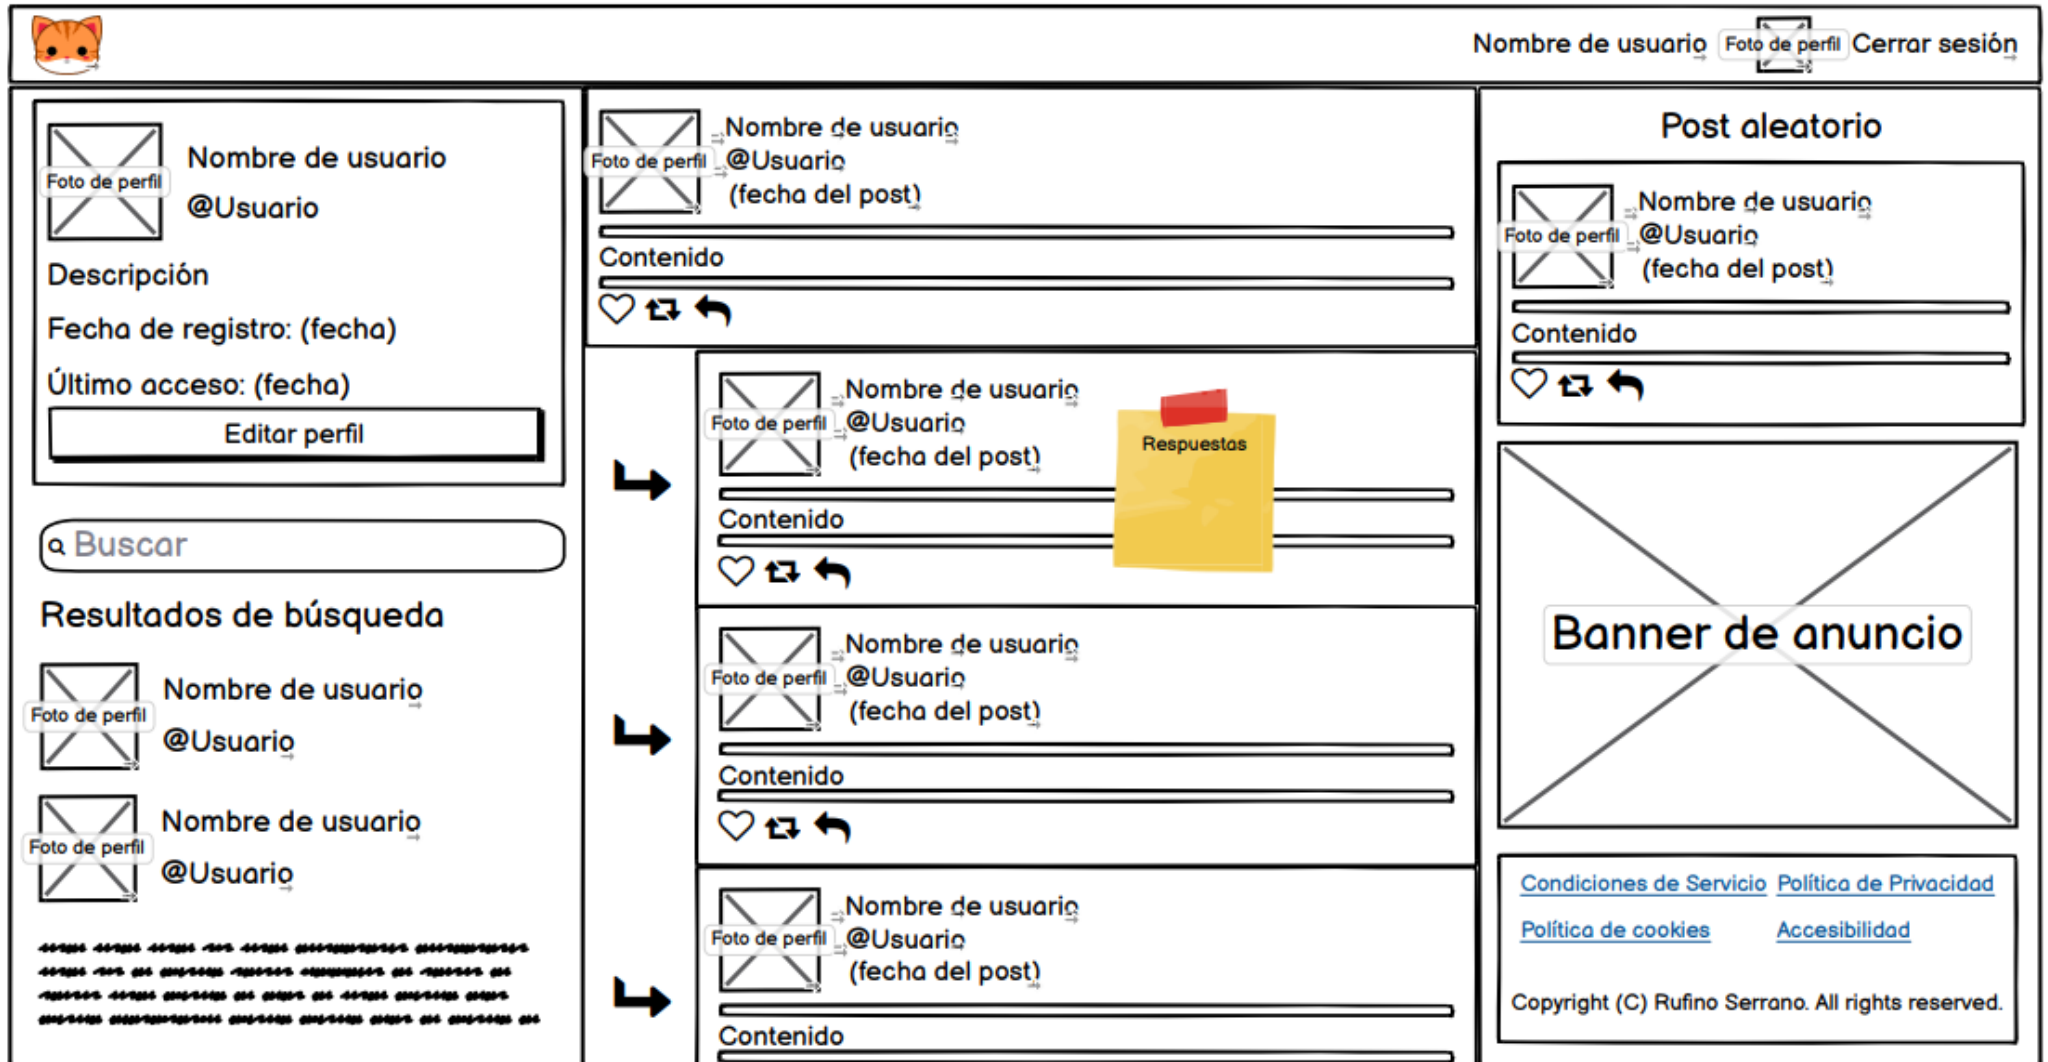 Nombre de usuario Foto de perfil Cerrar sesión
Foto de perfil
Nombre de usuario
@Usuario
Descripción
Fecha de registro: (fecha)
Último acceso: (fecha)
Editar perfil
Buscar
Resultados de búsqueda
Foto de perfil
Nombre de usuario
@Usuario
Foto de perfil
Nombre de usuario
@Usuario
Foto de perfil
Nombre de usuario
@Usuario
(fecha del post)
Contenido
Foto de perfil
Nombre de usuario
@Usuario
(fecha del post)
Contenido
Respuestas
Foto de perfil
Nombre de usuario
@Usuario
(fecha del post)
Contenido
Foto de perfil
Nombre de usuario
@Usuario
(fecha del post)
Contenido
Post aleatorio
Foto de perfil
Nombre de usuario
@Usuario
(fecha del post)
Contenido
Banner de anuncio
Condiciones de Servicio Política de Privacidad
Política de cookies Accesibilidad
Copyright (C) Rufino Serrano. All rights reserved.